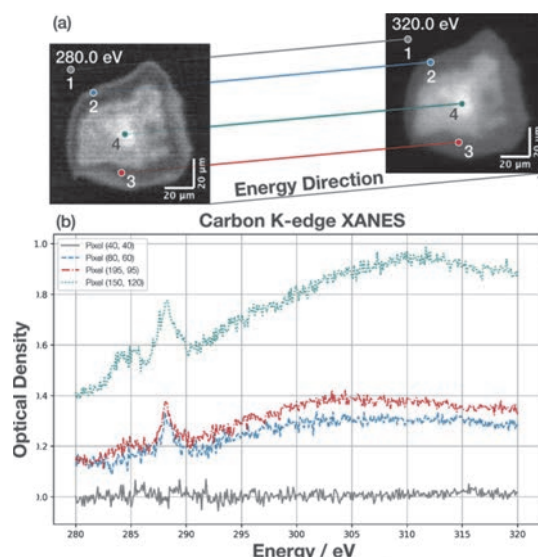 (a)
280.0 eV
1
2
4
3
20 μm
20 μm
320.0 eV
1
2
4
3
20 μm
20 μm
Energy Direction
(b)
Carbon K-edge XANES
Pixel (40, 40)
Pixel (80, 60)
Pixel (195, 95)
Pixel (150, 120)
Optical Density
2.0
1.8
1.6
1.4
1.2
1.0
280
285
290
295
300
305
310
315
320
Energy / eV